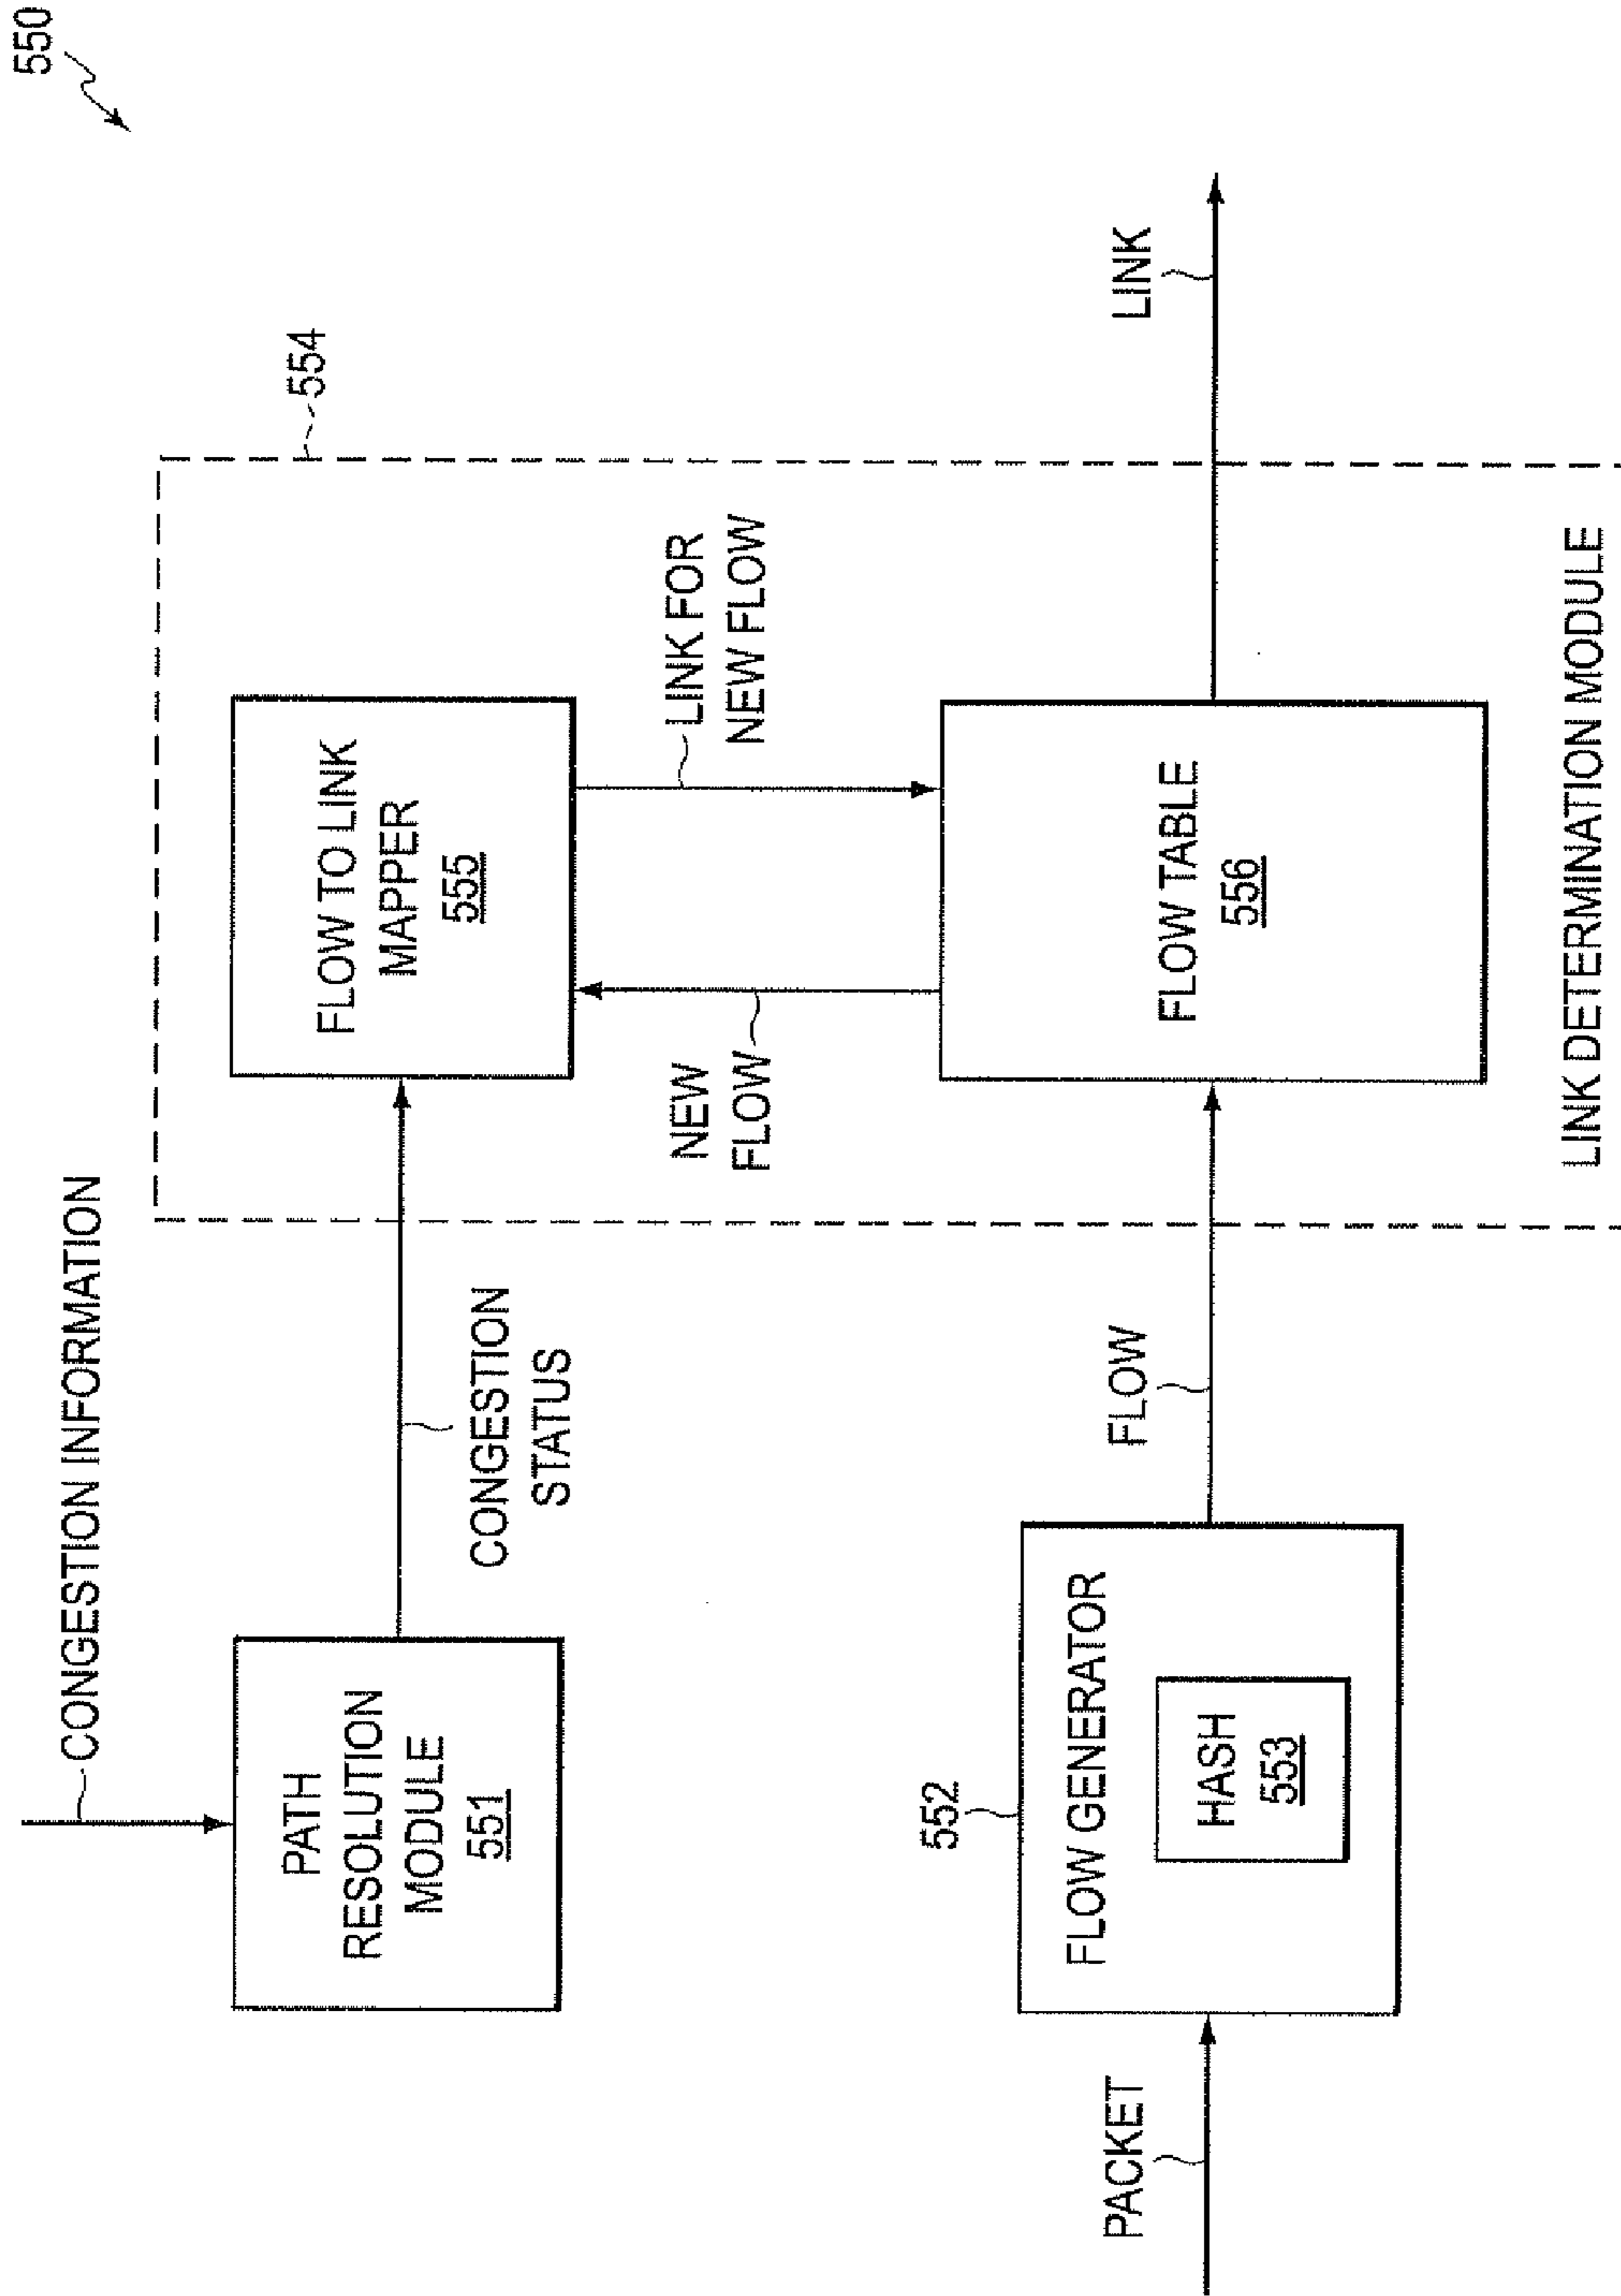 550
CONGESTION INFORMATION
554
PATH
RESOLUTION
MODULE
551
CONGESTION
STATUS
FLOW TO LINK
MAPPER
555
NEW
FLOW
LINK FOR
NEW FLOW
PACKET
552
FLOW GENERATOR
HASH
553
FLOW
FLOW TABLE
556
LINK
LINK DETERMINATION MODULE